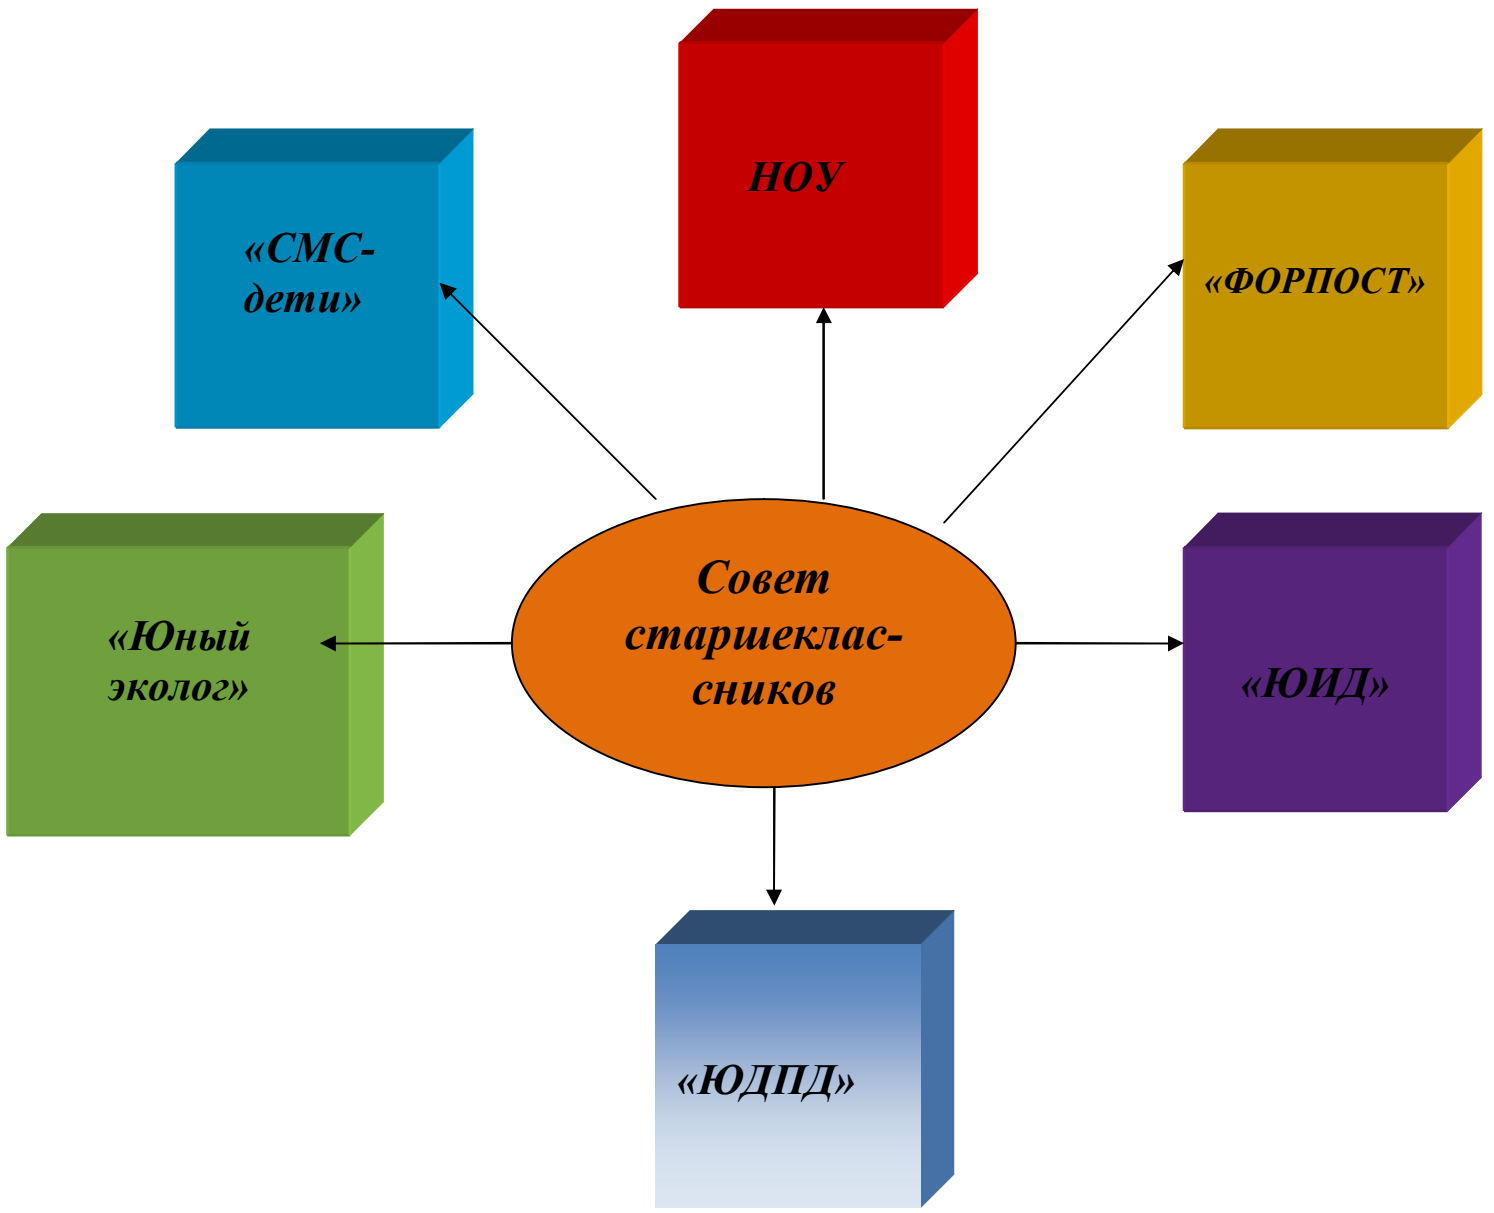 НОУ
«СМС-
дети»
«ФОРПОСТ»
Совет
старшеклас-
сников
«Юный
эколог»
«ЮИД»
«ЮДПД»